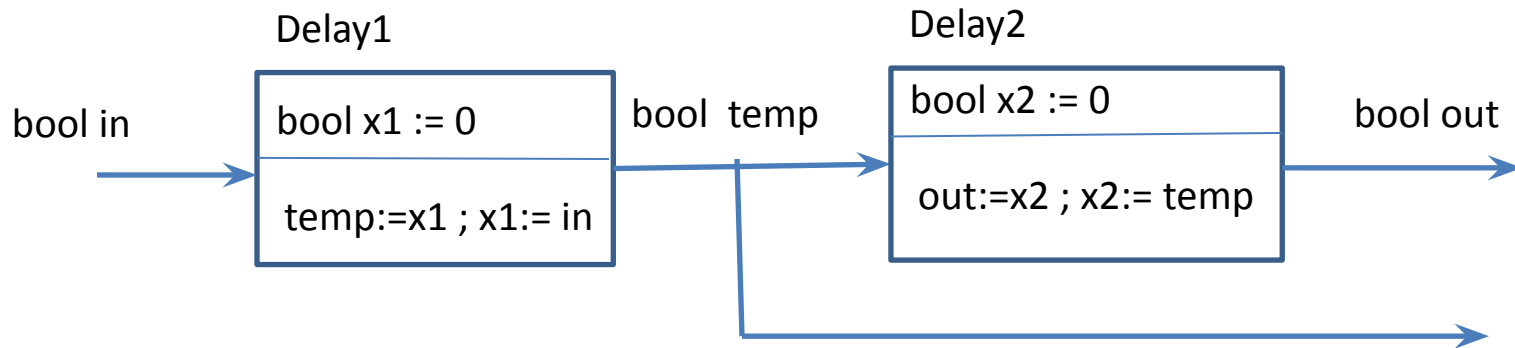 Delay1
Delay2
bool in
bool x1 := 0
bool temp
bool x2 := 0
bool out
temp:=x1 ; x1:= in
out:=x2 ; x2:= temp